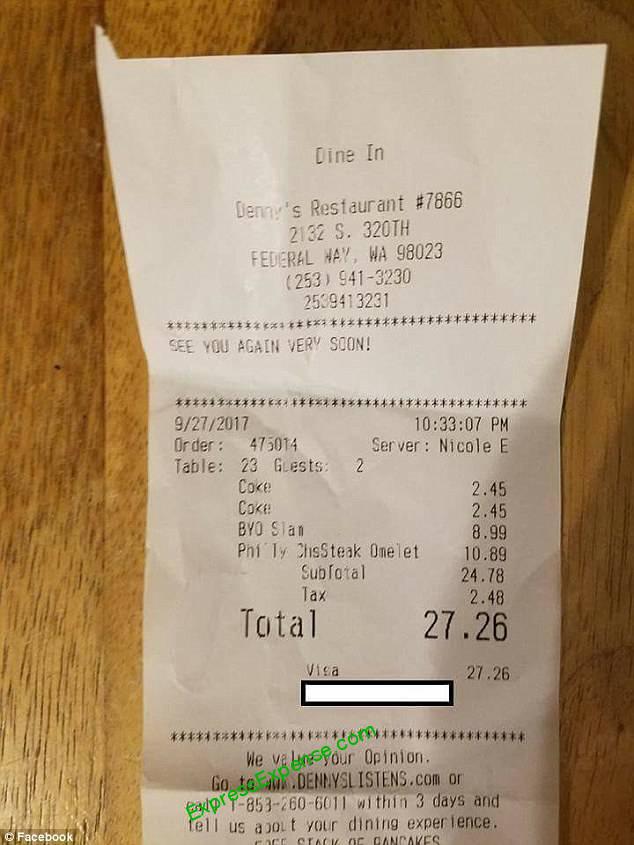 Dine In
Denny's Restaurant #7866
2132 S. 320TH
FEDERAL WAY, WA 98023
(253) 941-3230
2539413231
*****************************************
SEE YOU AGAIN VERY SOON!
*****************************************
9/27/2017 10:33:07 PM
Order: 475014 Server: Nicole E
Table: 23 Guests: 2
Coke 2.45
Coke 2.45
BYO Slam 8.99
Philly ChsSteak Omelet 10.89
SubTotal 24.78
Tax 2.48
Total 27.26
Visa 27.26
*****************************************
We value your Opinion.
Go to WWW.DENNYSLISTENS.com or
1-853-260-6011 within 3 days and
tell us about your dining experience.
FREE STACK OF PANCAKES
ExpressExpense.com
© Facebook